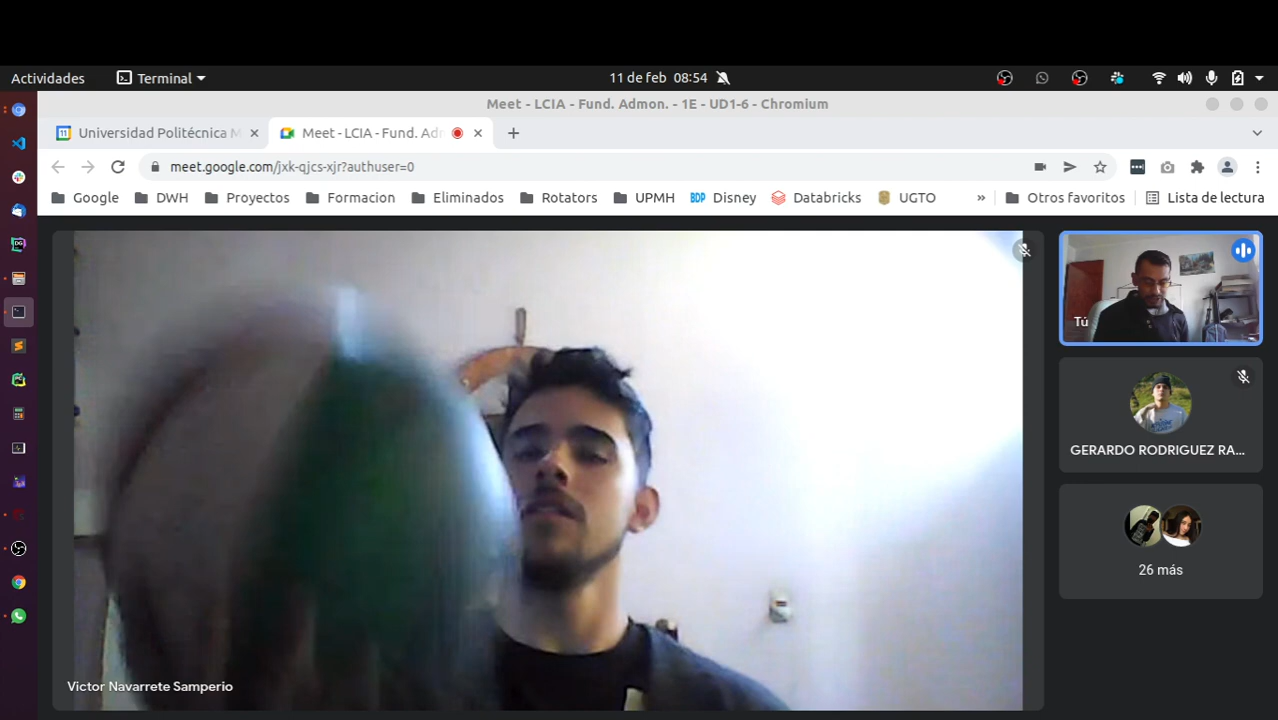 Actividades
Terminal
11 de feb 08:54
Meet - LCIA - Fund. Admon. - 1E - UD1-6 - Chromium
Universidad Politécnica M
Meet - LCIA - Fund. Adm
meet.google.com/jxk-qjcs-xjr?authuser=0
Google
DWH
Proyectos
Formacion
Eliminados
Rotators
UPMH
BDP Disney
Databricks
UGTO
»
Otros favoritos
Lista de lectura
Tú
GERARDO RODRIGUEZ RA...
26 más
Victor Navarrete Samperio